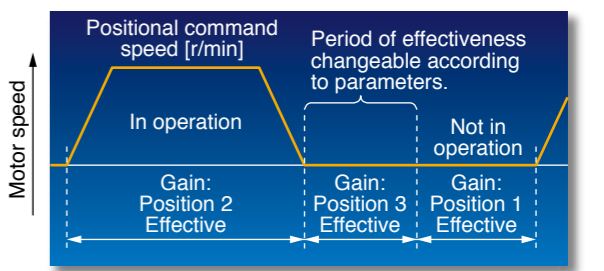 Positional command
speed [r/min]
Period of effectiveness
changeable according
to parameters.
Motor speed
In operation
Not in
operation
Gain:
Position 2
Effective
Gain:
Position 3
Effective
Gain:
Position 1
Effective